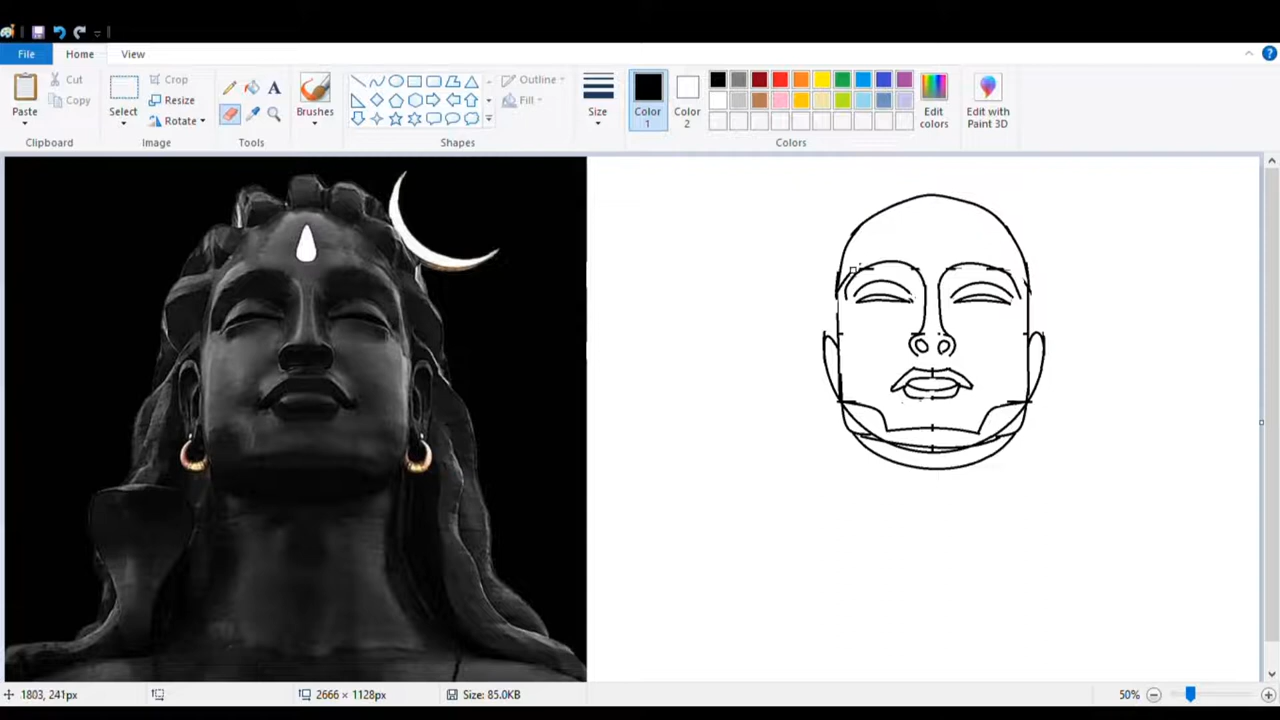 File Home View
Paste Cut Copy
Select Crop Resize Rotate
A
Brushes
Outline
Fill
Size
Color 1
Color 2
Edit colors
Edit with Paint 3D
Clipboard Image Tools Shapes Colors
1803, 241px 2666 × 1128px Size: 85.0KB 50%